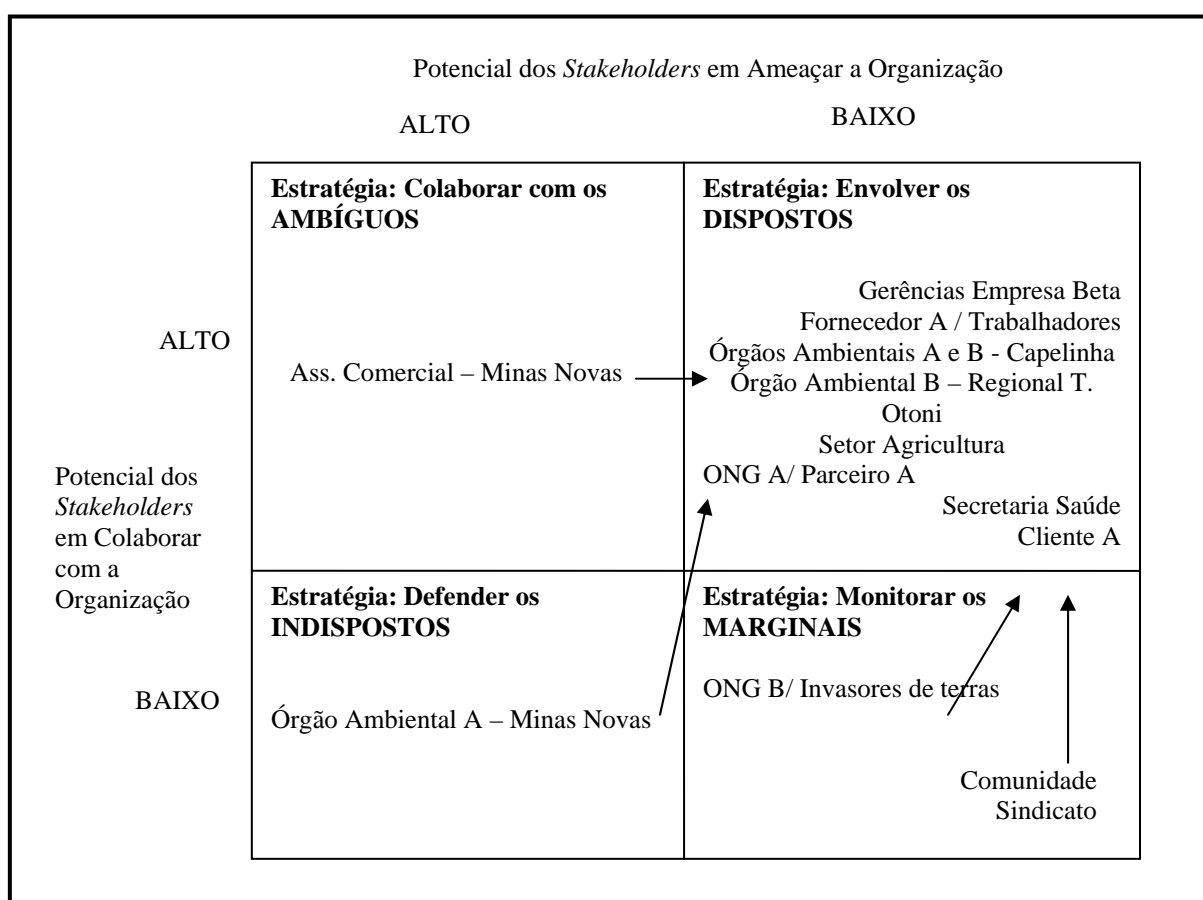 Potencial dos Stakeholders em Ameaçar a Organização
ALTO
BAIXO
Estratégia: Colaborar com os
AMBÍGUOS
Estratégia: Envolver os
DISPOSTOS
Gerências Empresa Beta
Fornecedor A / Trabalhadores
Órgãos Ambientais A e B - Capelinha
Órgão Ambiental B – Regional T.
Otoni
Setor Agricultura
ONG A/ Parceiro A
Secretaria Saúde
Cliente A
ALTO
Ass. Comercial – Minas Novas
Potencial dos
Stakeholders
em Colaborar
com a
Organização
Estratégia: Defender os
INDISPOSTOS
Estratégia: Monitorar os
MARGINAIS
BAIXO
Órgão Ambiental A – Minas Novas
ONG B/ Invasores de terras
Comunidade
Sindicato